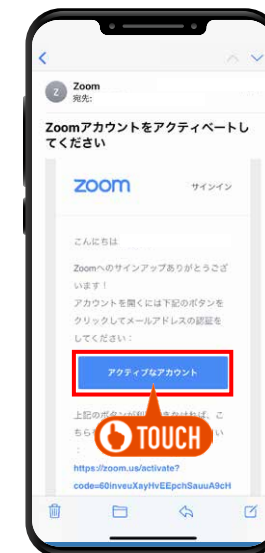 Z
Zoom
宛先:
Zoomアカウントをアクティベートし
てください
zoom
サインイン
こんにちは
Zoomへのサインアップありがとうござ
います！
アカウントを開くには下記のボタンを
クリックしてメールアドレスの認証を
してください：
アクティブなアカウント
上記のボタン
ければ、こ
ちら
い
:
TOUCH
https://zoom.us/activate?
code=60inveuXayHvEEpchSauuA9cH